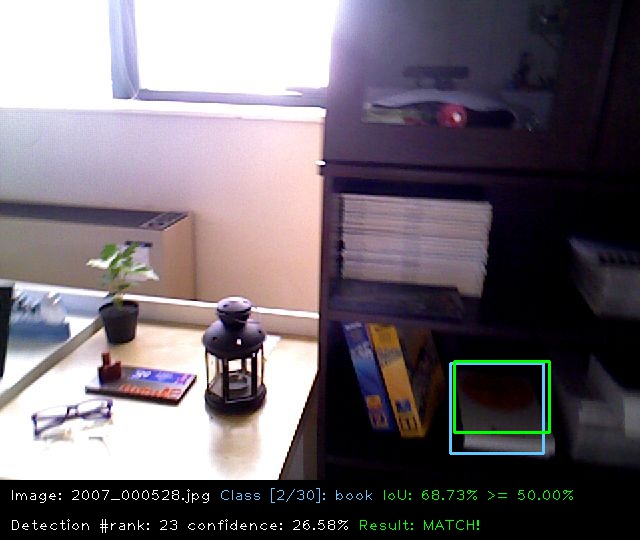 Image: 2007_000528.jpg Class [2/30]: book IoU: 68.73% >= 50.00%
Detection #rank: 23 confidence: 26.58% Result: MATCH!